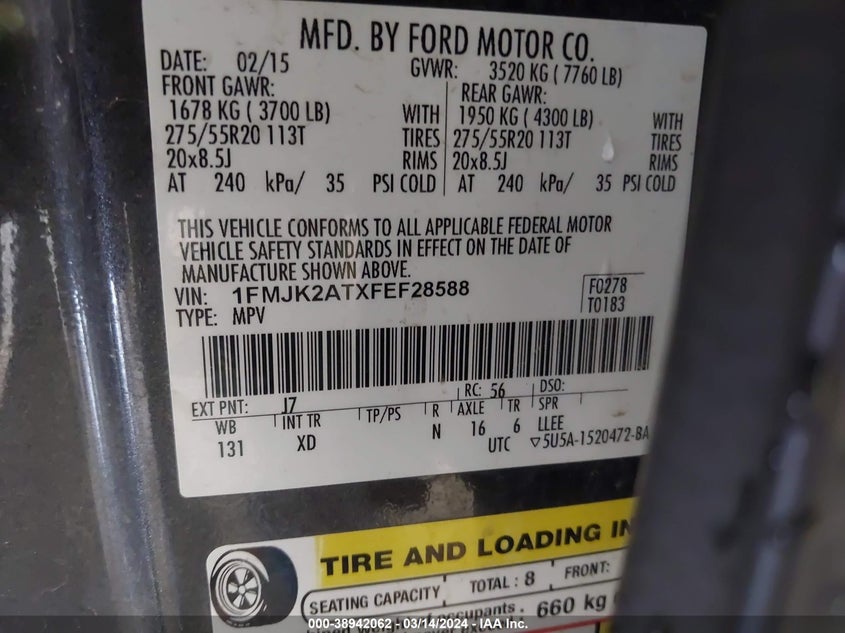 MFD. BY FORD MOTOR CO.
DATE: 02/15 GVWR: 3520 KG ( 7760 LB)
FRONT GAWR: REAR GAWR:
1678 KG ( 3700 LB) WITH 1950 KG ( 4300 LB) WITH
275/55R20 113T TIRES 275/55R20 113T TIRES
20x8.5J RIMS 20x8.5J RIMS
AT 240 kPa/ 35 PSI COLD AT 240 kPa/ 35 PSI COLD
THIS VEHICLE CONFORMS TO ALL APPLICABLE FEDERAL MOTOR
VEHICLE SAFETY STANDARDS IN EFFECT ON THE DATE OF
MANUFACTURE SHOWN ABOVE.
VIN: 1FMJK2ATXFEF28588 F0278
TYPE: MPV T0183
EXT PNT: J7 RC: 56 DSO:
WB INT TR TP/PS R AXLE TR SPR
131 XD N 16 6 LLEE
UTC ▽5U5A-1520472-BA
TIRE AND LOADING IN
SEATING CAPACITY TOTAL : 8 FRONT:
occupants. 660 kg
000-38942062 - 03/14/2024 - IAA Inc.